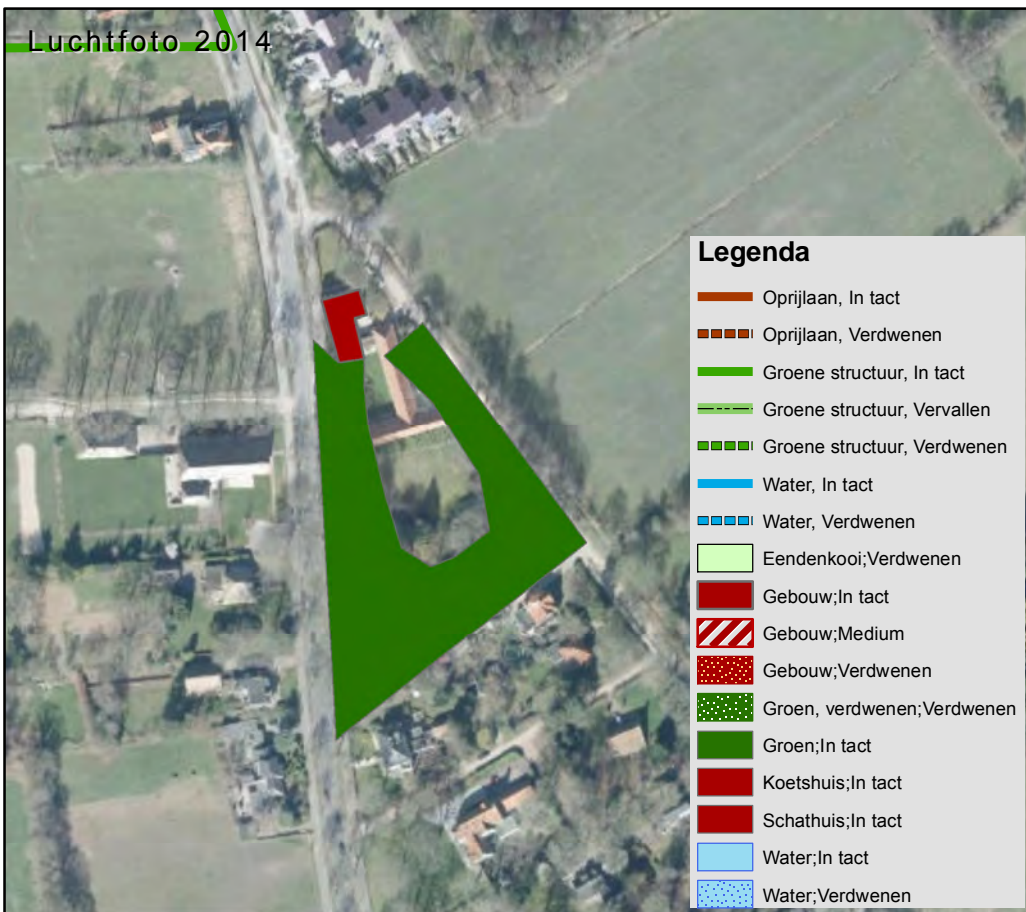 Luchtfoto 2014
Legenda
Oprijlaan, In tact
Oprijlaan, Verdwenen
Groene structuur, In tact
Groene structuur, Vervallen
Groene structuur, Verdwenen
Water, In tact
Water, Verdwenen
Eendenkooi;Verdwenen
Gebouw;In tact
Gebouw;Medium
Gebouw;Verdwenen
Groen, verdwenen;Verdwenen
Groen;In tact
Koetshuis;In tact
Schathuis;In tact
Water;In tact
Water;Verdwenen